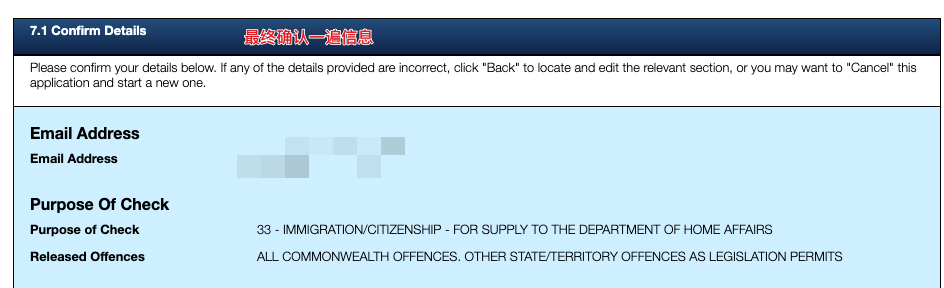 7.1 Confirm Details
最终确认一遍信息
Please confirm your details below. If any of the details provided are incorrect, click "Back" to locate and edit the relevant section, or you may want to "Cancel" this
application and start a new one.
Email Address
Email Address
Purpose Of Check
Purpose of Check 33 - IMMIGRATION/CITIZENSHIP - FOR SUPPLY TO THE DEPARTMENT OF HOME AFFAIRS
Released Offences ALL COMMONWEALTH OFFENCES. OTHER STATE/TERRITORY OFFENCES AS LEGISLATION PERMITS